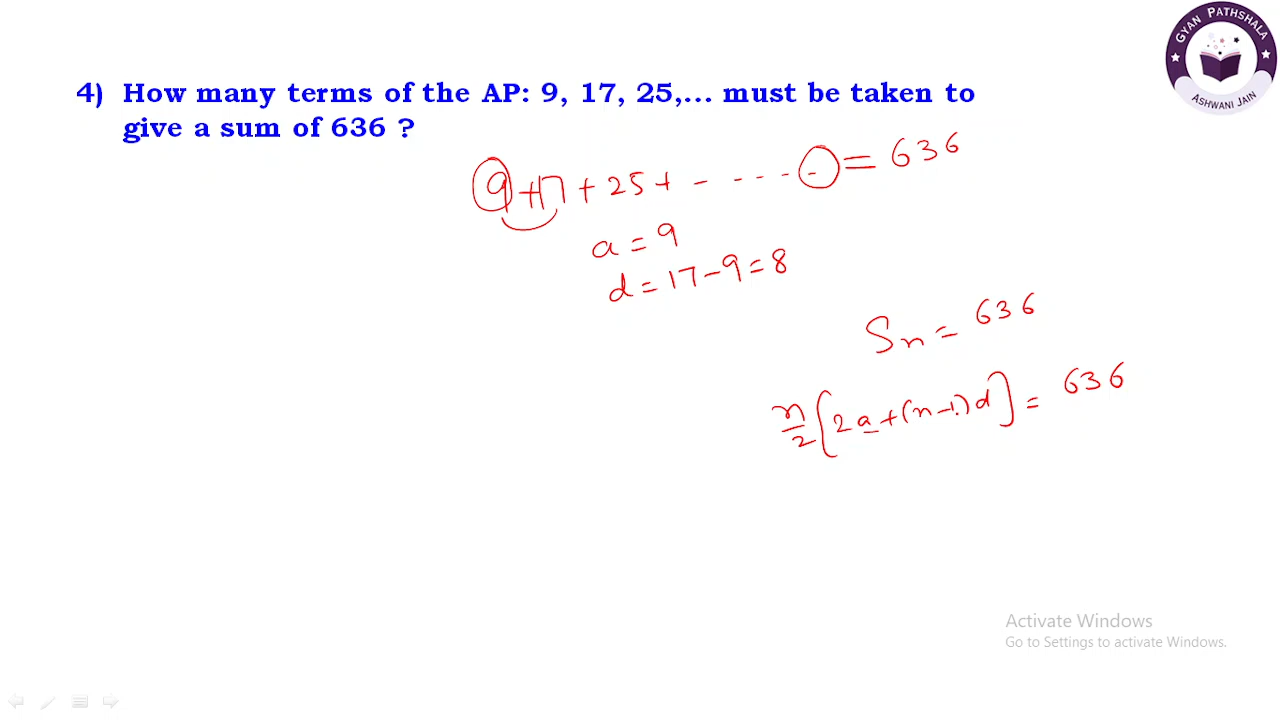 GYAN PATHSHALA
ASHWANI JAIN
4) How many terms of the AP: 9, 17, 25,... must be taken to
give a sum of 636 ?
9 + 17 + 25 + - - - - - . = 636
a = 9
d = 17 - 9 = 8
Sn = 636
n/2 [2a + (n-1)d] = 636
Activate Windows
Go to Settings to activate Windows.